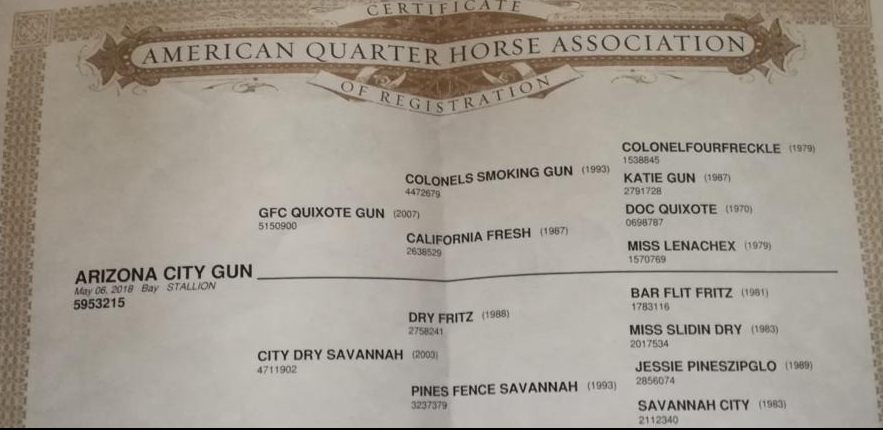 CERTIFICATE
AMERICAN QUARTER HORSE ASSOCIATION
OF REGISTRATION
COLONELFOURFRECKLE (1979)
1538845
COLONELS SMOKING GUN (1993)
4472679
KATIE GUN (1987)
2791728
GFC QUIXOTE GUN (2007)
5150900
DOC QUIXOTE (1970)
0698787
CALIFORNIA FRESH (1987)
2638529
MISS LENACHEX (1979)
1570769
ARIZONA CITY GUN
May 06, 2018 Bay STALLION
5953215
BAR FLIT FRITZ (1981)
1783116
DRY FRITZ (1988)
2758241
MISS SLIDIN DRY (1983)
2017534
CITY DRY SAVANNAH (2003)
4711902
JESSIE PINESZIPGLO (1989)
2856074
PINES FENCE SAVANNAH (1993)
3237379
SAVANNAH CITY (1983)
2112340